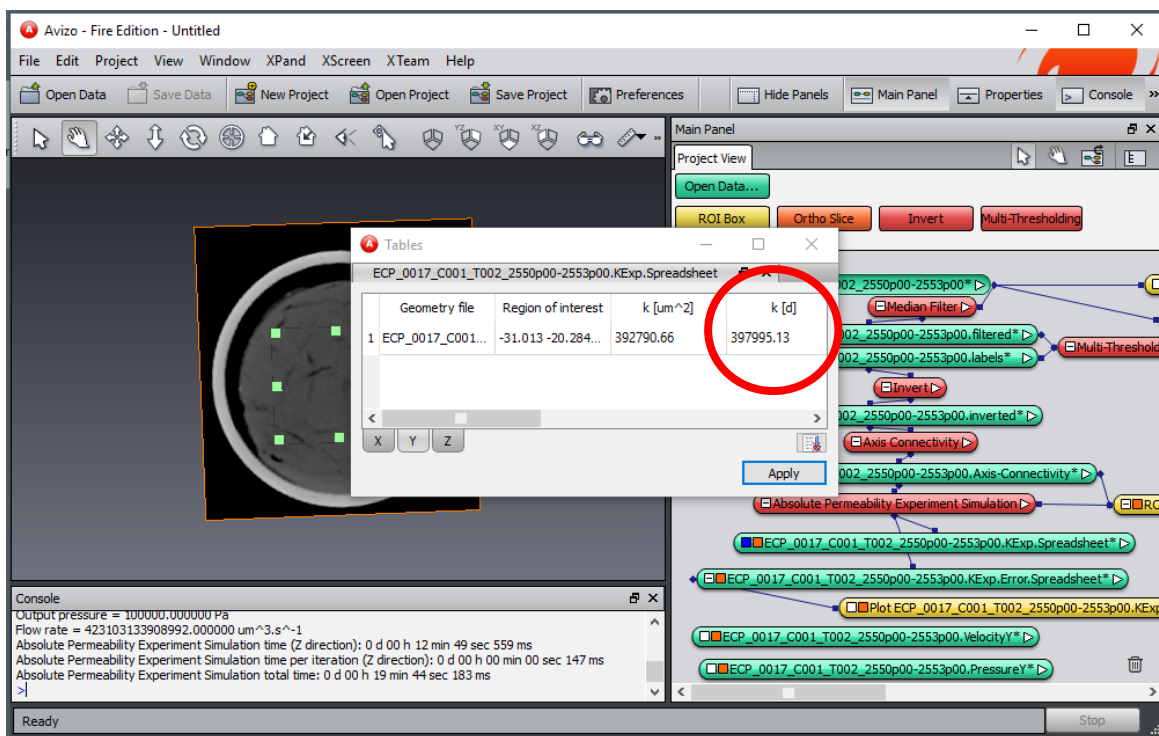 Avizo - Fire Edition - Untitled
File Edit Project View Window XPand XScreen XTeam Help
Open Data Save Data New Project Open Project Save Project Preferences Hide Panels Main Panel Properties Console »
YZ XY XZ »
Main Panel
Project View
Open Data...
ROI Box Ortho Slice Invert Multi-Thresholding
Tables
ECP_0017_C001_T002_2550p00-2553p00.KExp.Spreadsheet
Geometry file Region of interest k [um^2] k [d]
1 ECP_0017_C001... -31.013 -20.284... 392790.66 397995.13
X Y Z
Apply
002_2550p00-2553p00*
Median Filter
002_2550p00-2553p00.filtered*
Multi-Threshold
002_2550p00-2553p00.labels*
Invert
002_2550p00-2553p00.inverted*
Axis Connectivity
002_2550p00-2553p00.Axis-Connectivity*
Absolute Permeability Experiment Simulation
RO
ECP_0017_C001_T002_2550p00-2553p00.KExp.Spreadsheet*
ECP_0017_C001_T002_2550p00-2553p00.KExp.Error.Spreadsheet*
Plot ECP_0017_C001_T002_2550p00-2553p00.KExp
ECP_0017_C001_T002_2550p00-2553p00.VelocityY*
ECP_0017_C001_T002_2550p00-2553p00.PressureY*
Console
Output pressure = 100000.000000 Pa
Flow rate = 423103133908992.000000 um^3.s^-1
Absolute Permeability Experiment Simulation time (Z direction): 0 d 00 h 12 min 49 sec 559 ms
Absolute Permeability Experiment Simulation time per iteration (Z direction): 0 d 00 h 00 min 00 sec 147 ms
Absolute Permeability Experiment Simulation total time: 0 d 00 h 19 min 44 sec 183 ms
>
Ready
Stop